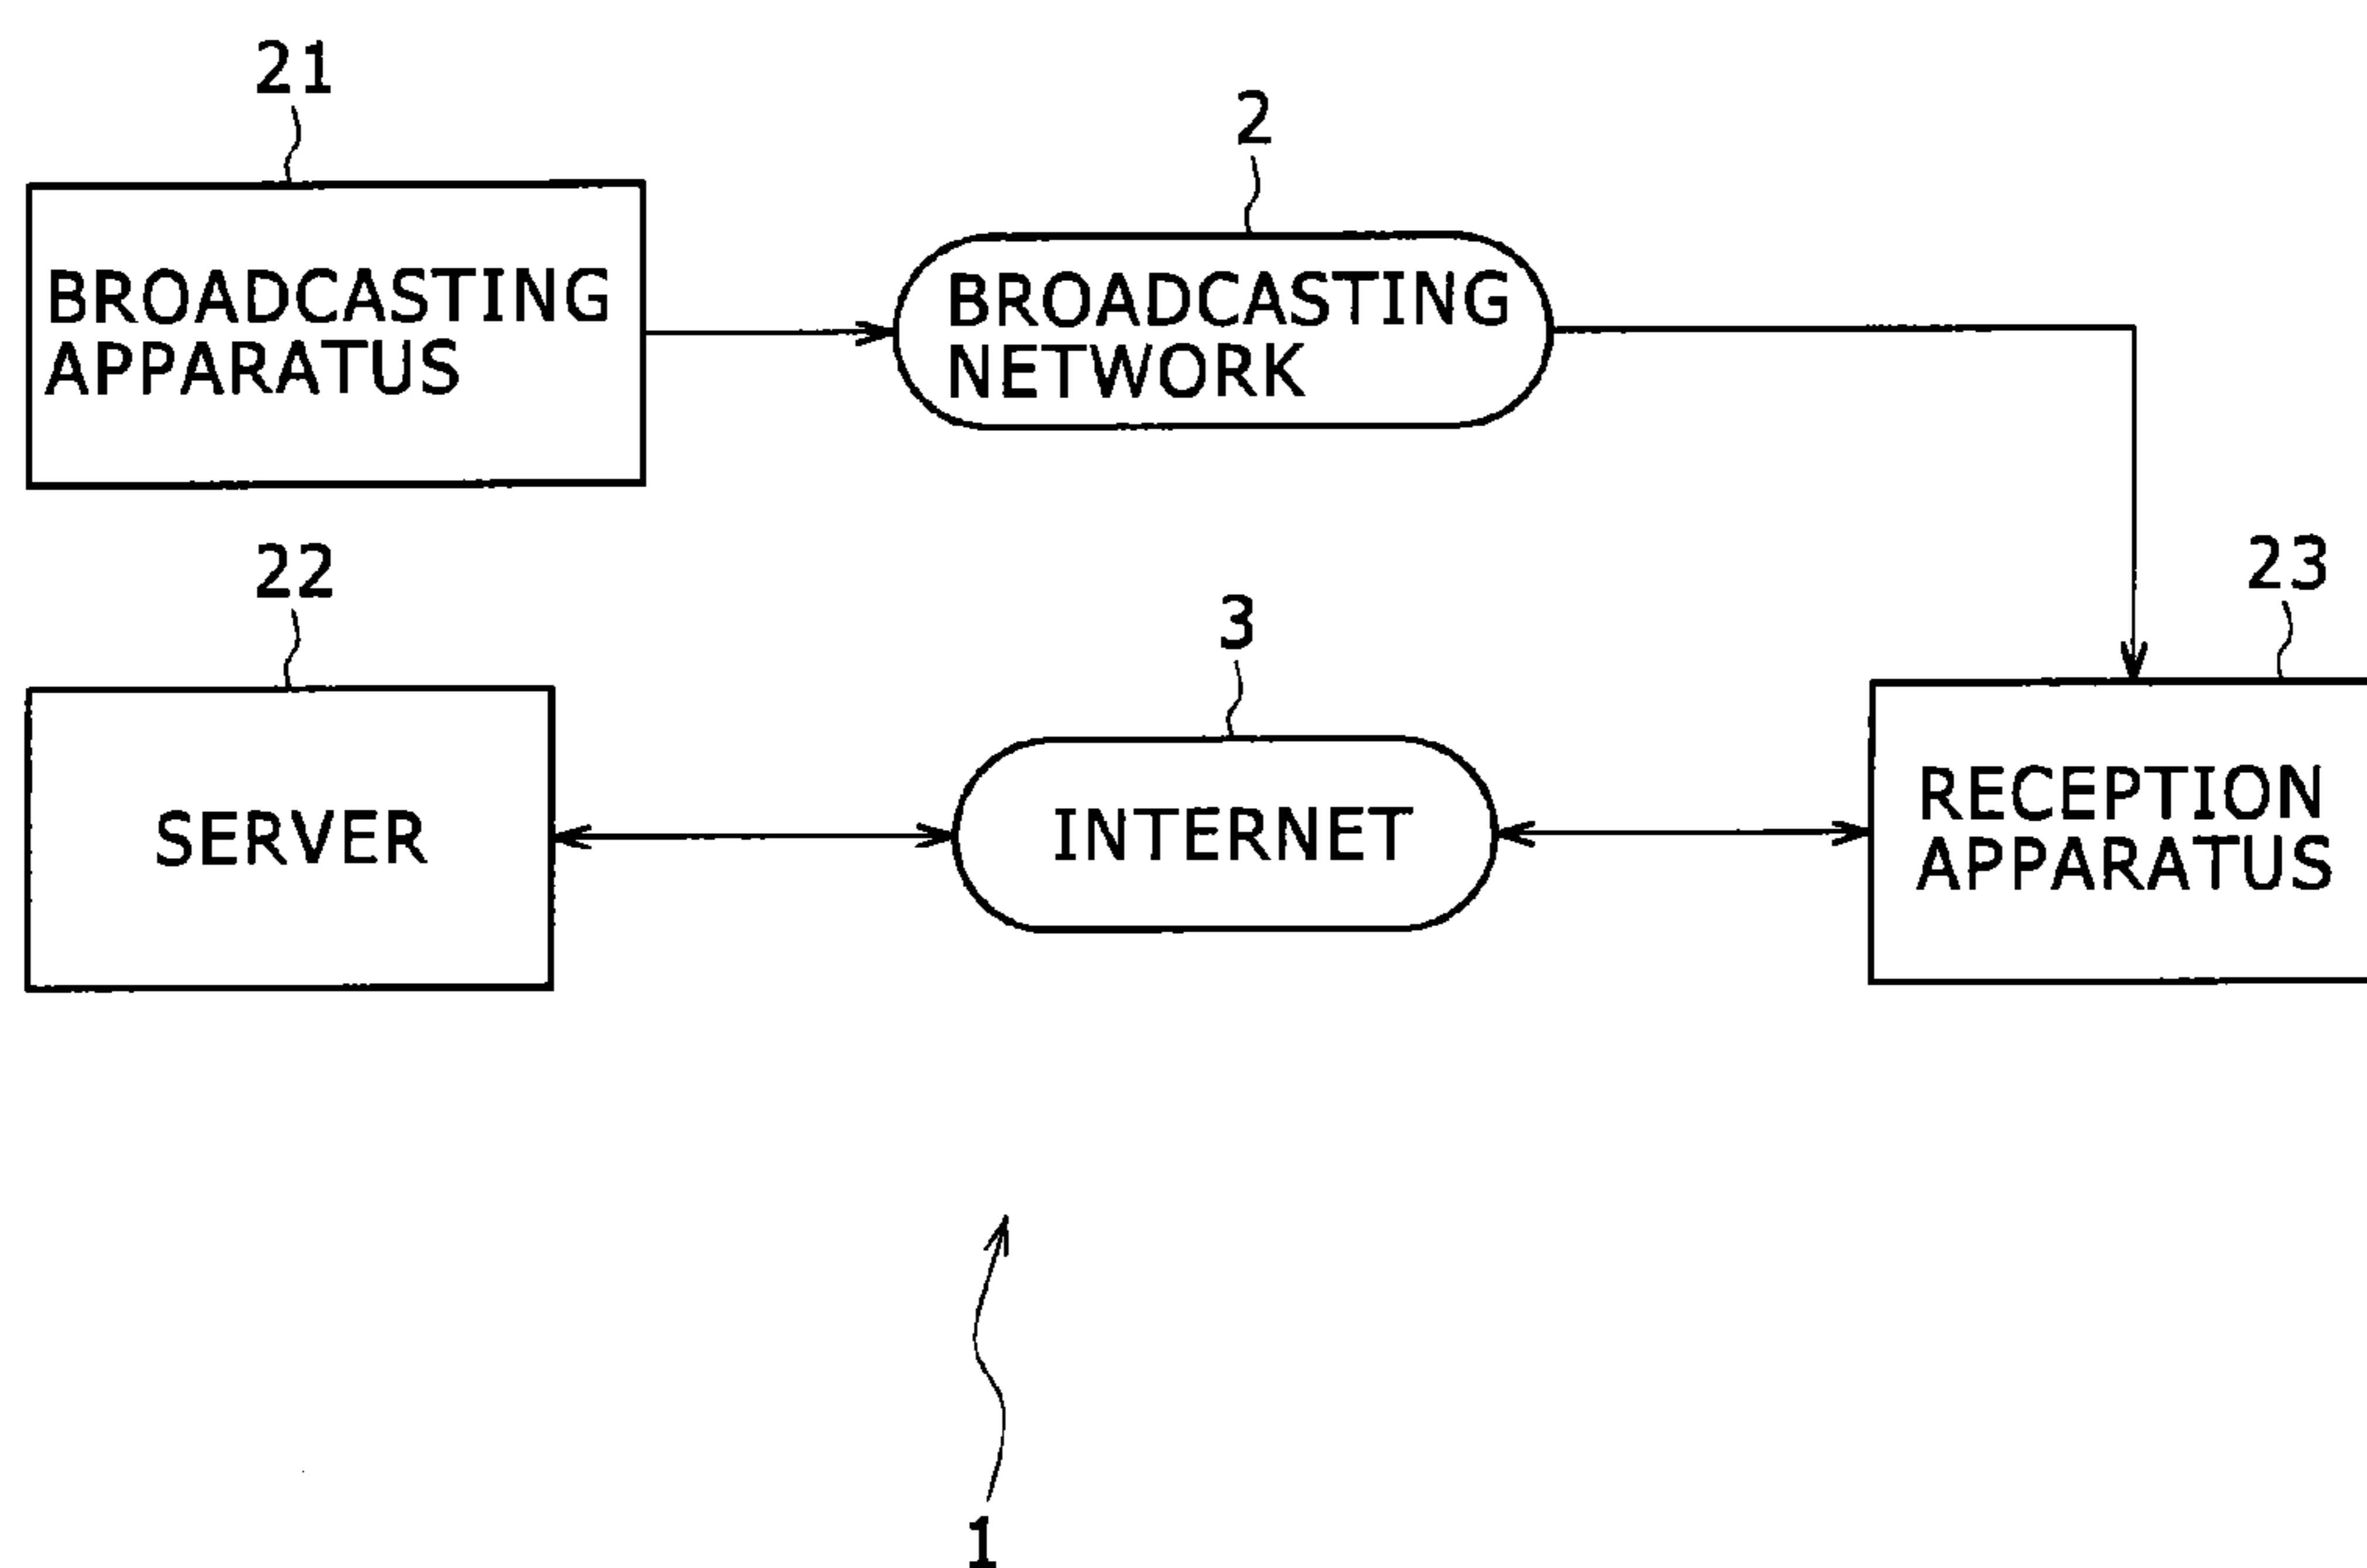 21
2
BROADCASTING
APPARATUS
BROADCASTING
NETWORK
22
3
23
SERVER
INTERNET
RECEPTION
APPARATUS
1